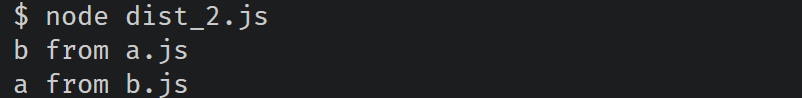 $ node dist_2.js
b from a.js
a from b.js